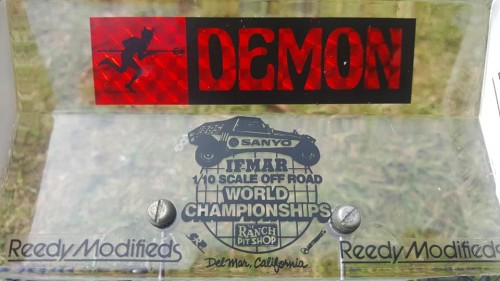 DEMON
SANYO
IFMAR
1/10 SCALE OFF ROAD
WORLD
CHAMPIONSHIPS
RANCH
PIT SHOP
Reedy Modifieds
Reedy Modifieds
Del Mar, California